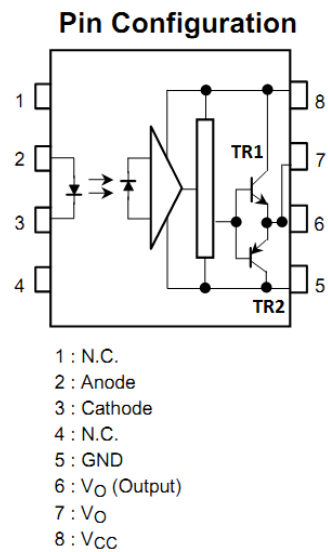 Pin Configuration
1
8
2
TR1
7
3
6
4
TR2
5
1 : N.C.
2 : Anode
3 : Cathode
4 : N.C.
5 : GND
6 : VO (Output)
7 : VO
8 : VCC